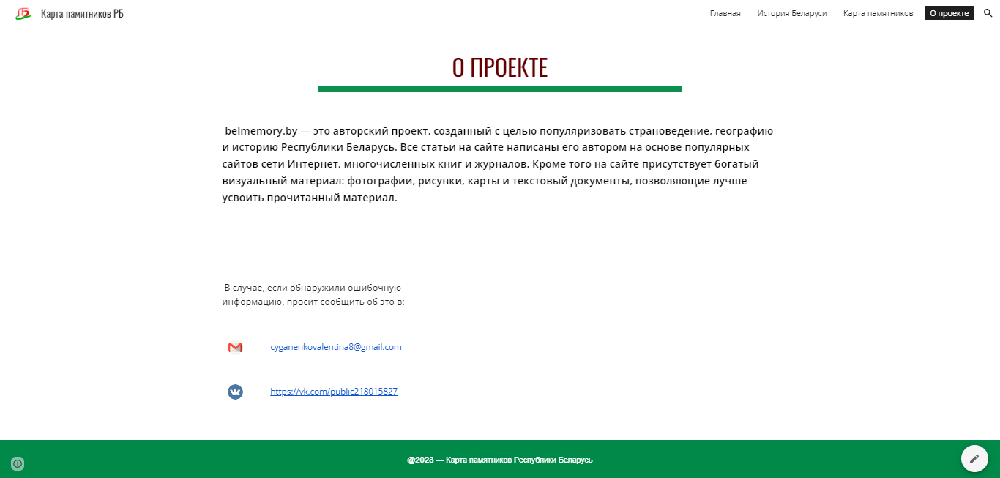 Карта памятников РБ
Главная История Беларуси Карта памятников О проекте
О ПРОЕКТЕ
belmemory.by — это авторский проект, созданный с целью популяризовать страноведение, географию
и историю Республики Беларусь. Все статьи на сайте написаны его автором на основе популярных
сайтов сети Интернет, многочисленных книг и журналов. Кроме того на сайте присутствует богатый
визуальный материал: фотографии, рисунки, карты и текстовый документы, позволяющие лучше
усвоить прочитанный материал.
В случае, если обнаружили ошибочную
информацию, просит сообщить об это в:
cyganenkovalentina8@gmail.com
https://vk.com/public218015827
@2023 — Карта памятников Республики Беларусь